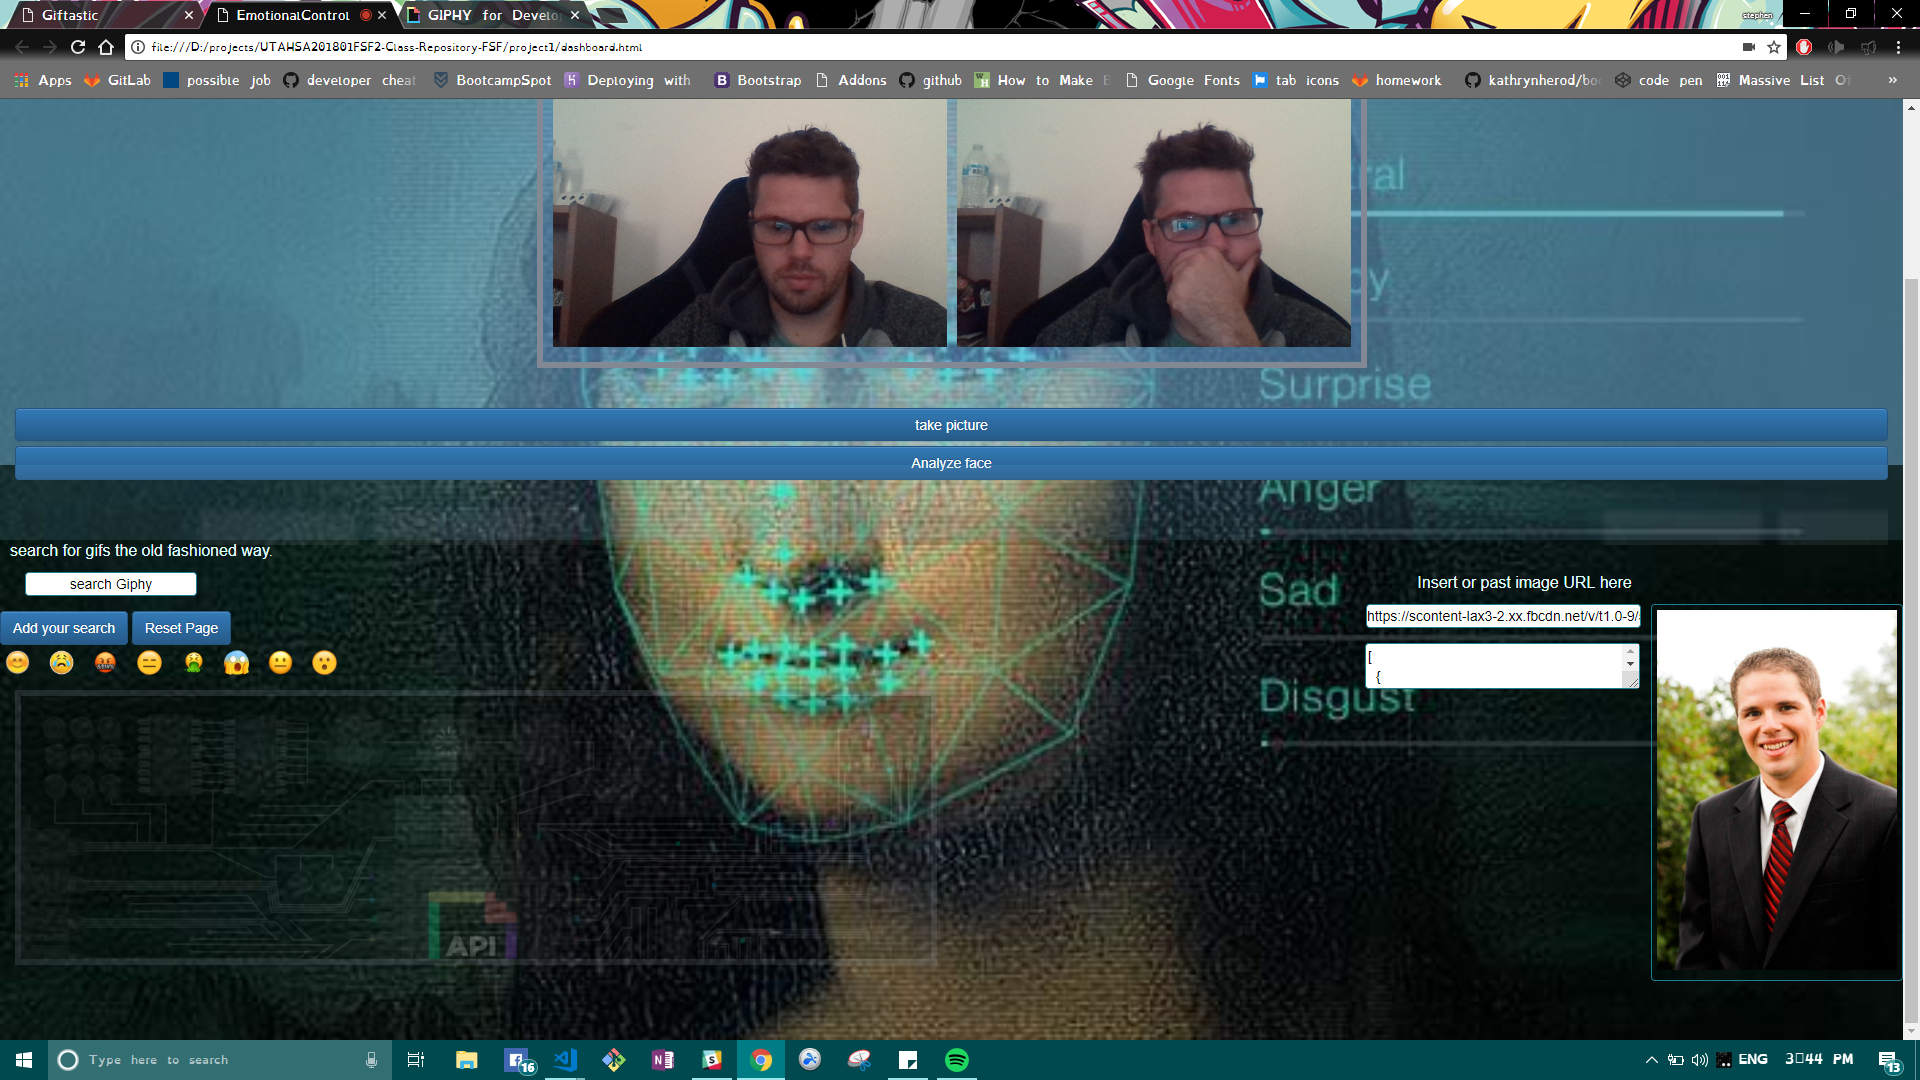 Giftastic
EmotionalControl
GIPHY for Develo
stephen
file:///D:/projects/UTAHSA201801FSF2-Class-Repository-FSF/project1/dashboard.html
Apps
GitLab
possible job
developer cheat
BootcampSpot
Deploying with
Bootstrap
Addons
github
How to Make B
Google Fonts
tab icons
homework
kathrynherod/bo
code pen
Massive List Of
»
ral
y
Surprise
take picture
Analyze face
Anger
search for gifs the old fashioned way.
search Giphy
Sad
Insert or past image URL here
https://scontent-lax3-2.xx.fbcdn.net/v/t1.0-9/
Add your search
Reset Page
[
{
Disgust
API
Type here to search
16
ENG
3:44 PM
13